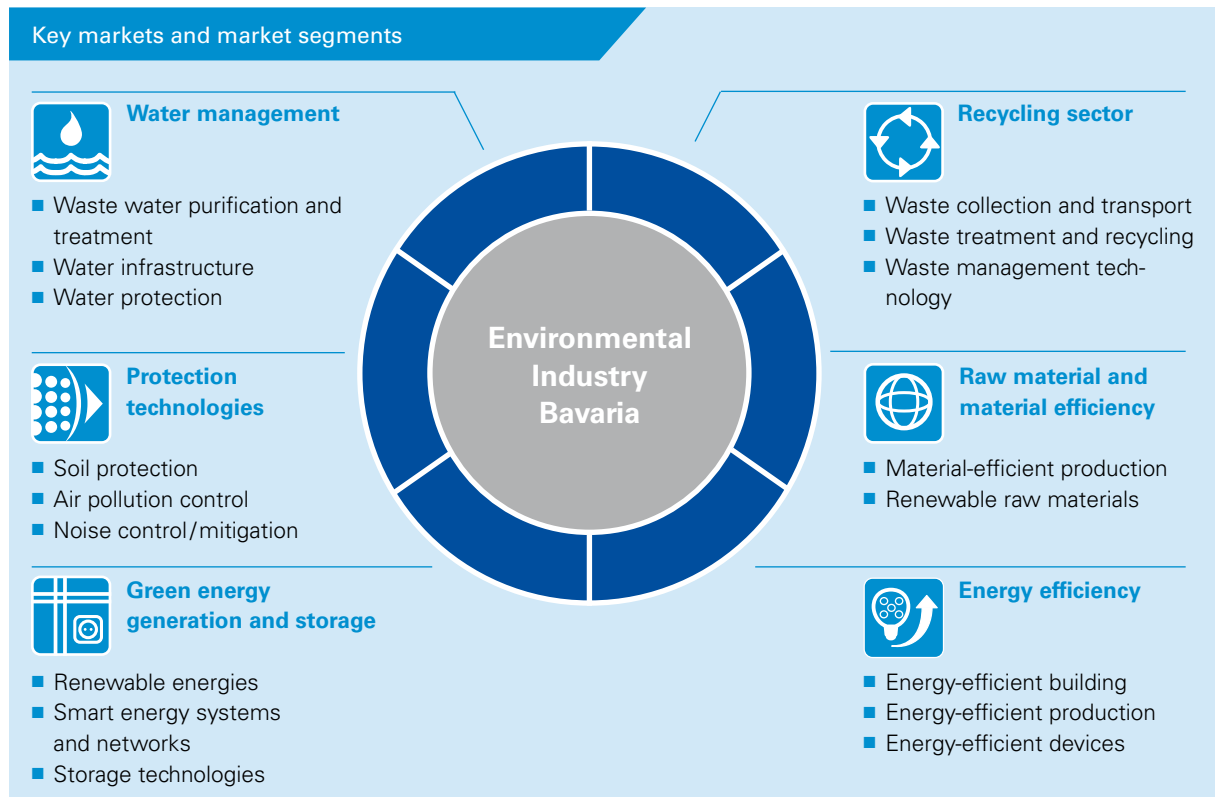 Key markets and market segments
Water management
Waste water purification and
treatment
Water infrastructure
Water protection
Protection
technologies
Soil protection
Air pollution control
Noise control/mitigation
Green energy
generation and storage
Renewable energies
Smart energy systems
and networks
Storage technologies
Environmental
Industry
Bavaria
Recycling sector
Waste collection and transport
Waste treatment and recycling
Waste management tech-
nology
Raw material and
material efficiency
Material-efficient production
Renewable raw materials
Energy efficiency
Energy-efficient building
Energy-efficient production
Energy-efficient devices